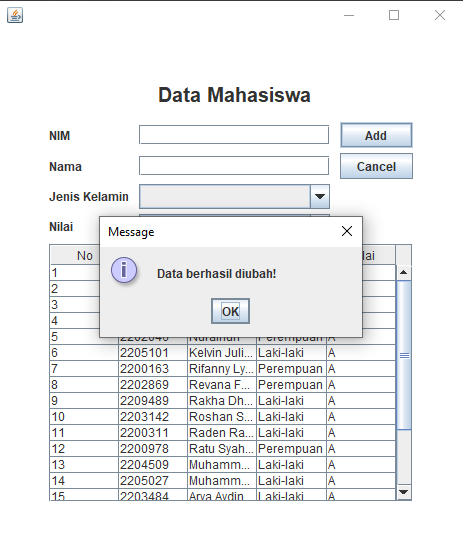 Data Mahasiswa
NIM Add
Nama Cancel
Jenis Kelamin
Nilai
Message
Data berhasil diubah!
OK
No
1
2
3
4
5 Perempuan A
6 2205101 Kelvin Juli... Laki-laki A
7 2200163 Rifanny Ly... Perempuan A
8 2202869 Revana F... Perempuan A
9 2209489 Rakha Dh... Laki-laki A
10 2203142 Roshan S... Laki-laki A
11 2200311 Raden Ra... Laki-laki A
12 2200978 Ratu Syah... Perempuan A
13 2204509 Muhamm... Laki-laki A
14 2205027 Muhamm... Laki-laki A
15 2203484 Arya Aydin Laki-laki A